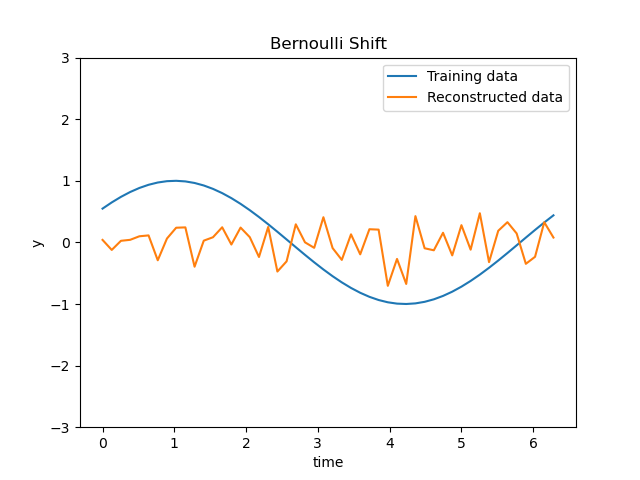 Bernoulli Shift
Training data
Reconstructed data
3
2
1
0
−1
−2
−3
y
0 1 2 3 4 5 6
time